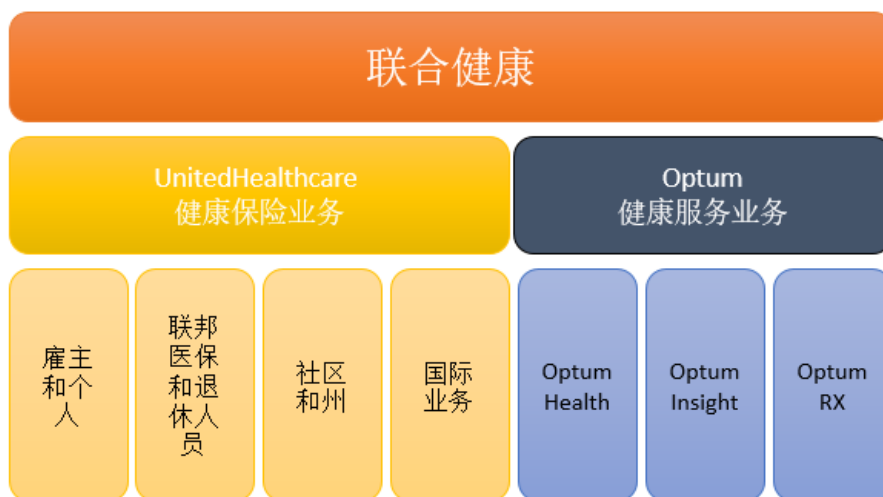 联合健康
UnitedHealthcare
健康保险业务
Optum
健康服务业务
雇主
和个
人
联邦
医保
和退
休人
员
社区
和州
国际
业务
Optum
Health
Optum
Insight
Optum
RX